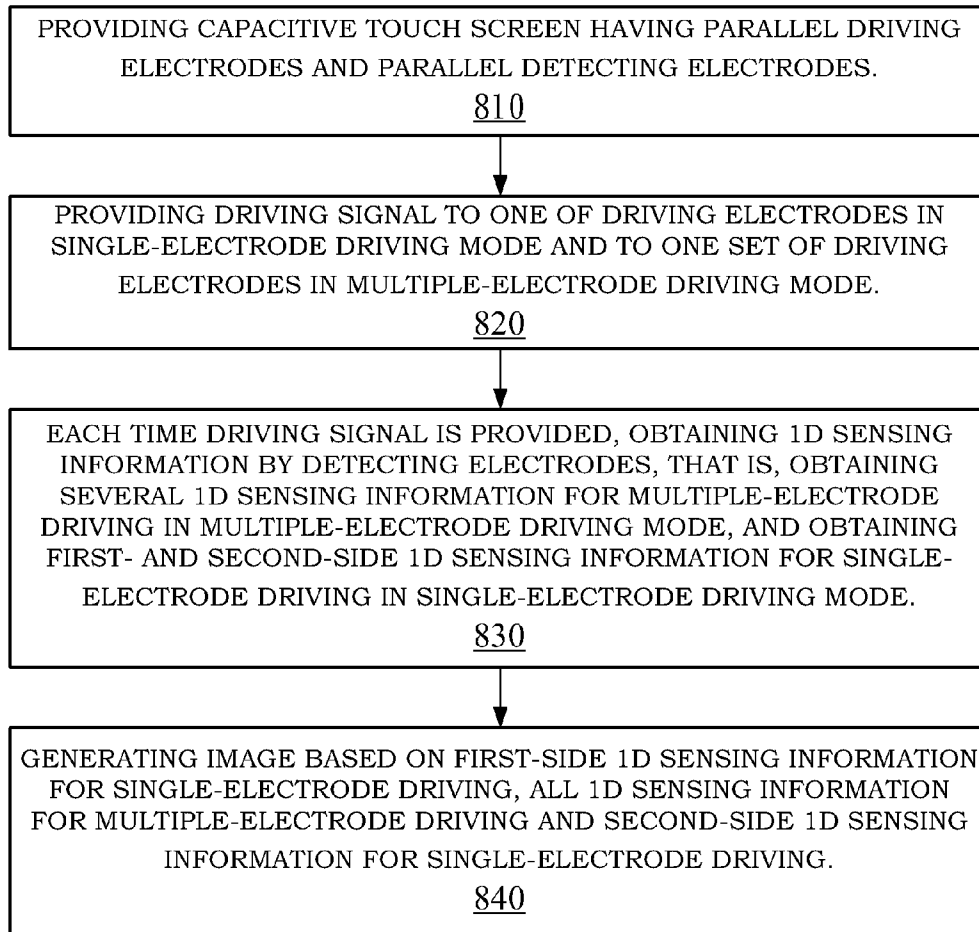 PROVIDING CAPACITIVE TOUCH SCREEN HAVING PARALLEL DRIVING
ELECTRODES AND PARALLEL DETECTING ELECTRODES.
810
PROVIDING DRIVING SIGNAL TO ONE OF DRIVING ELECTRODES IN
SINGLE-ELECTRODE DRIVING MODE AND TO ONE SET OF DRIVING
ELECTRODES IN MULTIPLE-ELECTRODE DRIVING MODE.
820
EACH TIME DRIVING SIGNAL IS PROVIDED, OBTAINING 1D SENSING
INFORMATION BY DETECTING ELECTRODES, THAT IS, OBTAINING
SEVERAL 1D SENSING INFORMATION FOR MULTIPLE-ELECTRODE
DRIVING IN MULTIPLE-ELECTRODE DRIVING MODE, AND OBTAINING
FIRST- AND SECOND-SIDE 1D SENSING INFORMATION FOR SINGLE-
ELECTRODE DRIVING IN SINGLE-ELECTRODE DRIVING MODE.
830
GENERATING IMAGE BASED ON FIRST-SIDE 1D SENSING INFORMATION
FOR SINGLE-ELECTRODE DRIVING, ALL 1D SENSING INFORMATION
FOR MULTIPLE-ELECTRODE DRIVING AND SECOND-SIDE 1D SENSING
INFORMATION FOR SINGLE-ELECTRODE DRIVING.
840